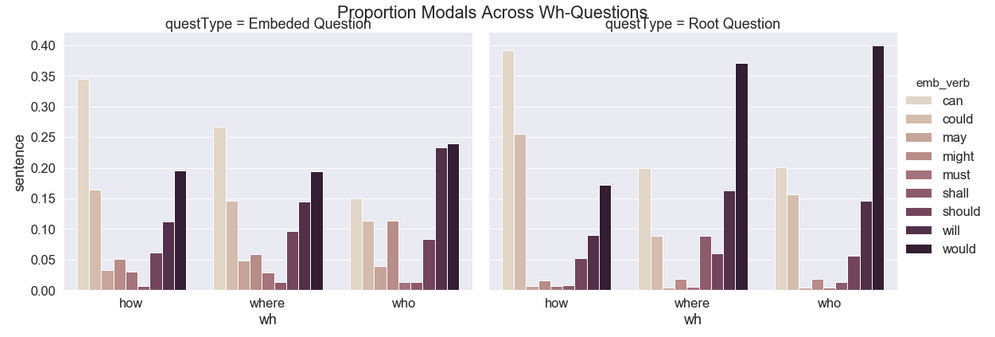 Proportion Modals Across Wh-Questions
questType = Embeded Question
questType = Root Question
sentence
0.40
0.35
0.30
0.25
0.20
0.15
0.10
0.05
0.00
how where who
wh
how where who
wh
emb_verb
can
could
may
might
must
shall
should
will
would